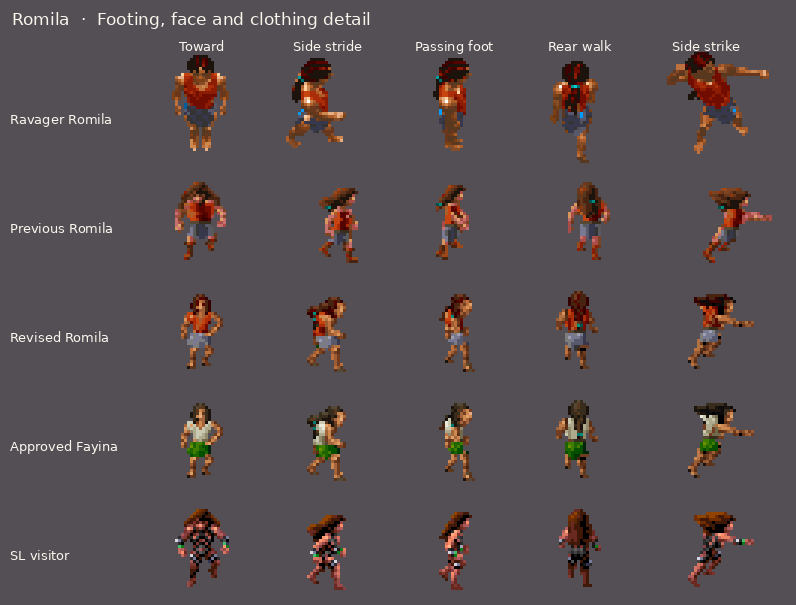 Romila · Footing, face and clothing detail
Toward Side stride Passing foot Rear walk Side strike
Ravager Romila
Previous Romila
Revised Romila
Approved Fayina
SL visitor